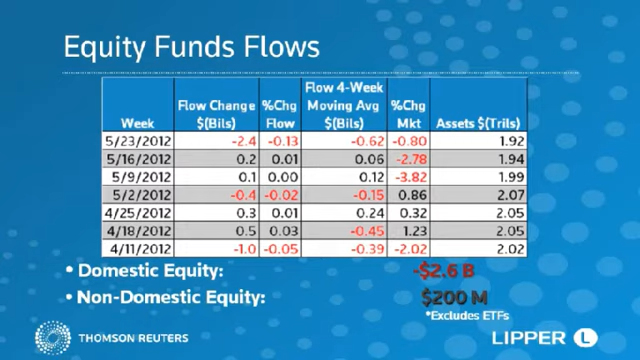 Equity Funds Flows
Week Flow Change $(Bils) %Chg Flow Flow 4-Week Moving Avg $(Bils) %Chg Mkt Assets $(Trils)
5/23/2012 -2.4 -0.13 -0.62 -0.80 1.92
5/16/2012 0.2 0.01 0.06 -2.78 1.94
5/9/2012 0.1 0.00 0.12 -3.82 1.99
5/2/2012 -0.4 -0.02 -0.15 0.86 2.07
4/25/2012 0.3 0.01 0.24 0.32 2.05
4/18/2012 0.5 0.03 -0.45 1.23 2.05
4/11/2012 -1.0 -0.05 -0.39 -2.02 2.02
• Domestic Equity: -$2.6 B
• Non-Domestic Equity: $200 M
*Excludes ETFs
THOMSON REUTERS LIPPER L